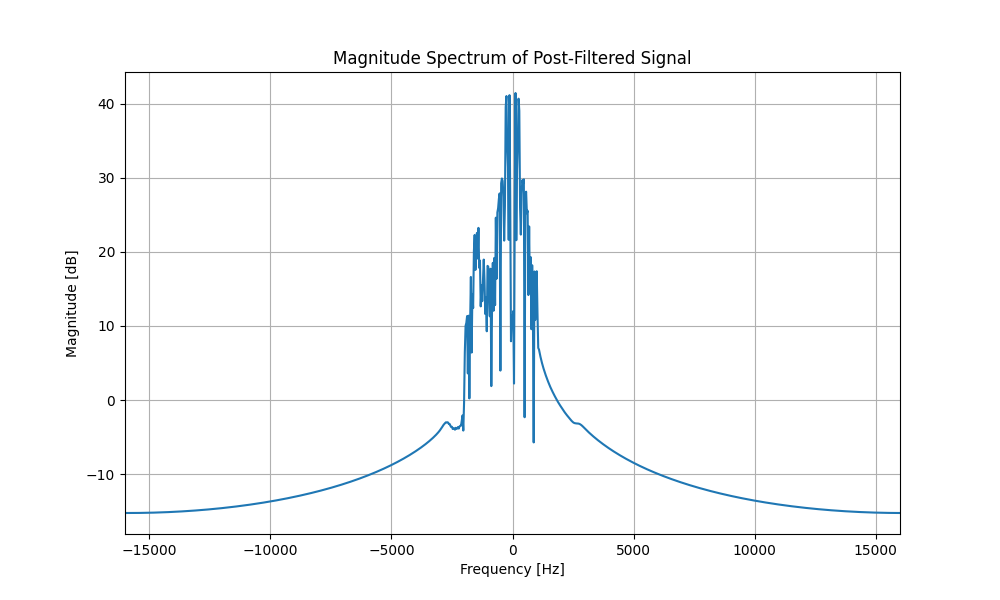 Magnitude Spectrum of Post-Filtered Signal
40
30
20
10
0
−10
Magnitude [dB]
−15000 −10000 −5000 0 5000 10000 15000
Frequency [Hz]